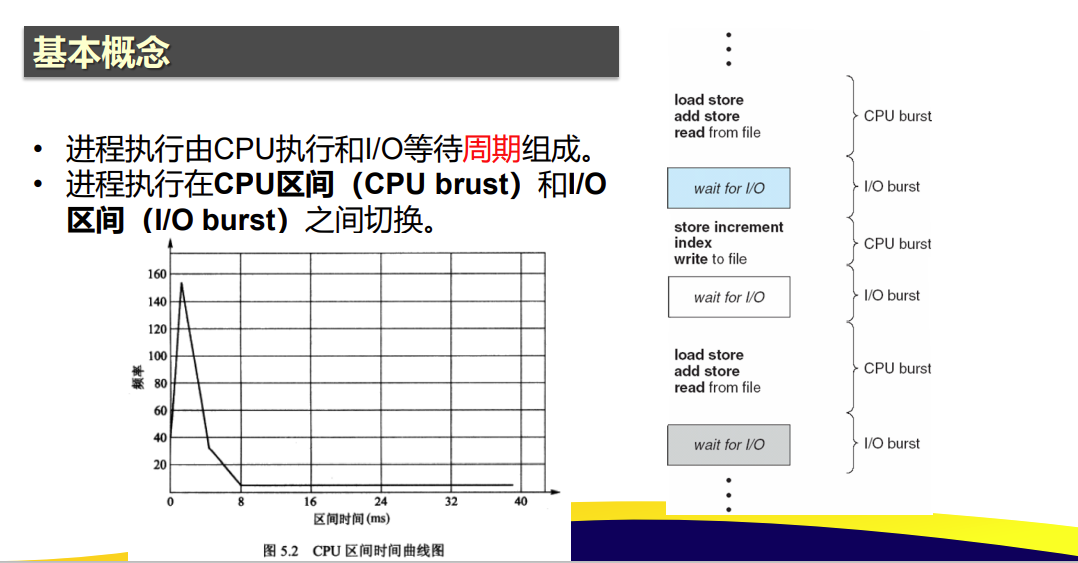 基本概念
• 进程执行由CPU执行和I/O等待周期组成。
• 进程执行在CPU区间（CPU brust）和I/O
区间（I/O burst）之间切换。
160
140
120
100
80
60
40
20
频率
0 8 16 24 32 40
区间时间(ms)
图 5.2 CPU 区间时间曲线图
load store
add store
read from file
CPU burst
wait for I/O
I/O burst
store increment
index
write to file
CPU burst
wait for I/O
I/O burst
load store
add store
read from file
CPU burst
wait for I/O
I/O burst